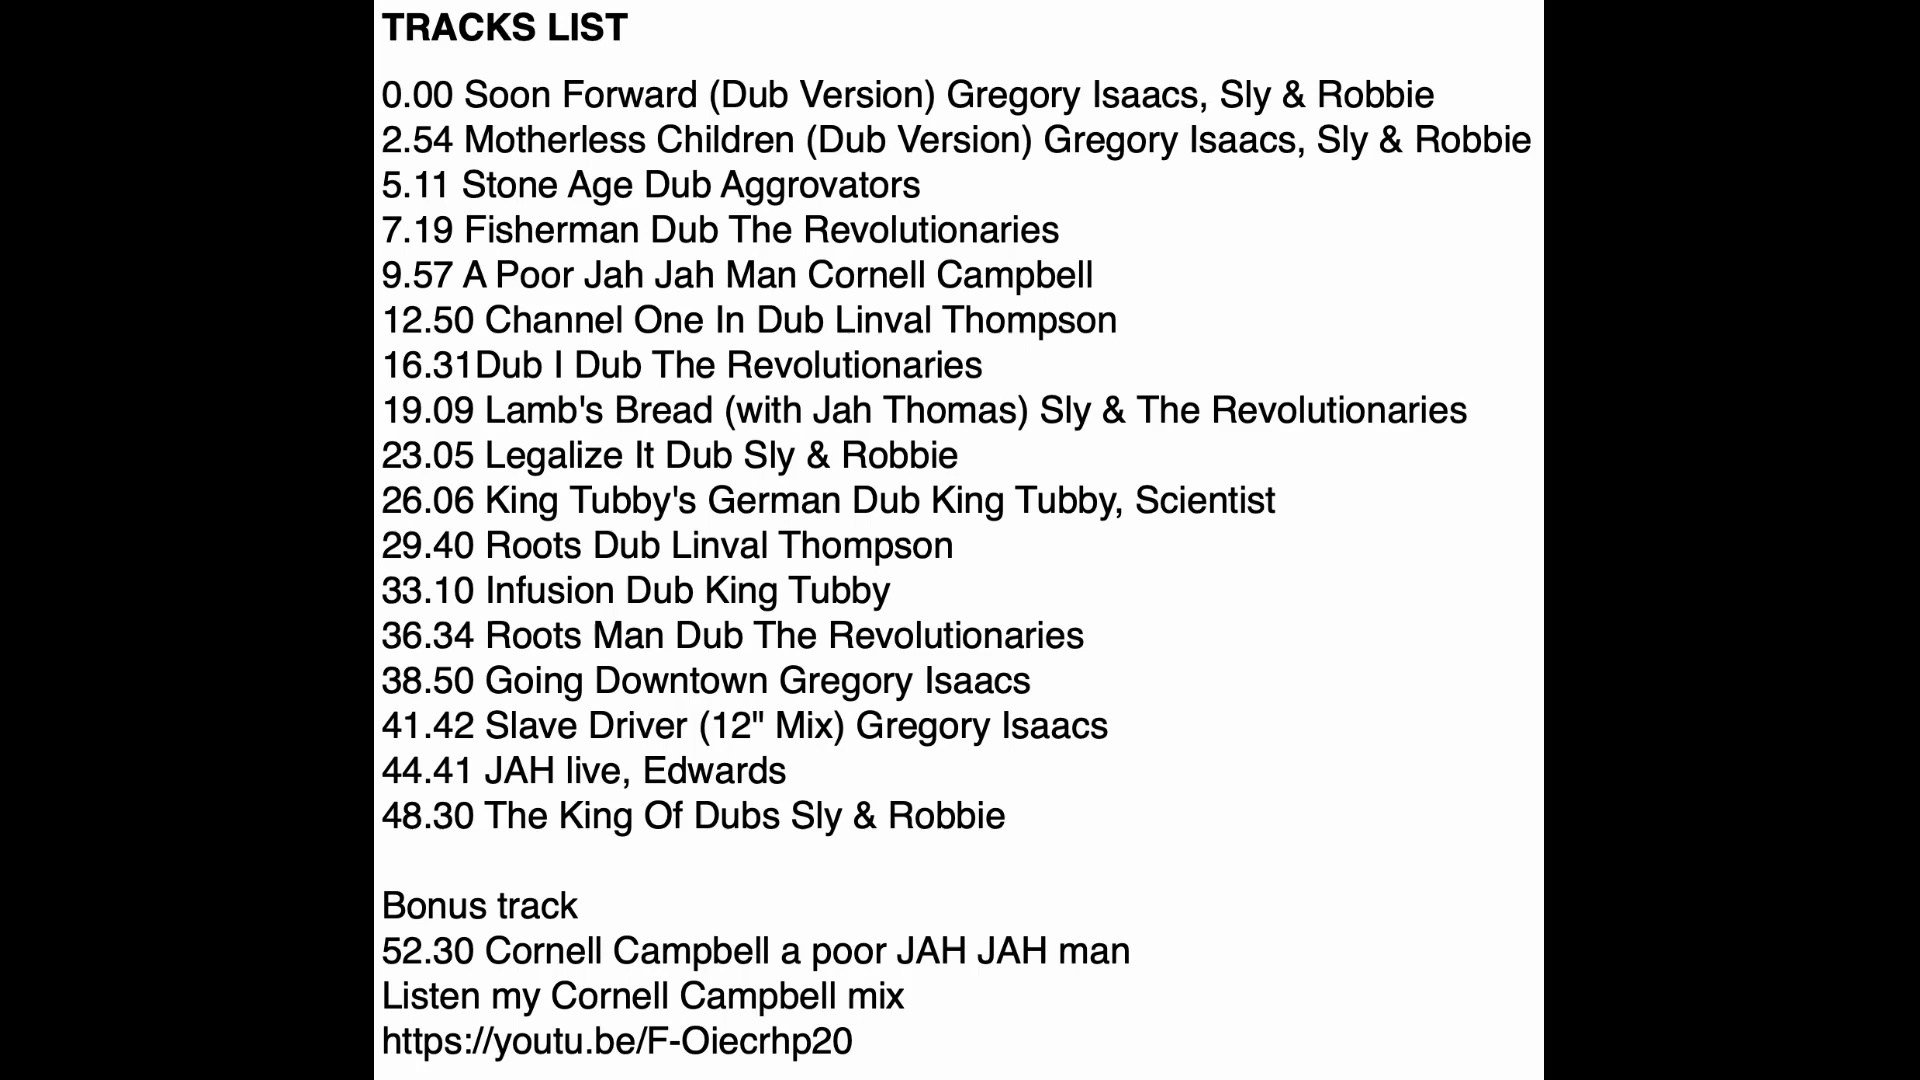 TRACKS LIST
0.00 Soon Forward (Dub Version) Gregory Isaacs, Sly & Robbie
2.54 Motherless Children (Dub Version) Gregory Isaacs, Sly & Robbie
5.11 Stone Age Dub Aggrovators
7.19 Fisherman Dub The Revolutionaries
9.57 A Poor Jah Jah Man Cornell Campbell
12.50 Channel One In Dub Linval Thompson
16.31Dub I Dub The Revolutionaries
19.09 Lamb's Bread (with Jah Thomas) Sly & The Revolutionaries
23.05 Legalize It Dub Sly & Robbie
26.06 King Tubby's German Dub King Tubby, Scientist
29.40 Roots Dub Linval Thompson
33.10 Infusion Dub King Tubby
36.34 Roots Man Dub The Revolutionaries
38.50 Going Downtown Gregory Isaacs
41.42 Slave Driver (12" Mix) Gregory Isaacs
44.41 JAH live, Edwards
48.30 The King Of Dubs Sly & Robbie
Bonus track
52.30 Cornell Campbell a poor JAH JAH man
Listen my Cornell Campbell mix
https://youtu.be/F-Oiecrhp20